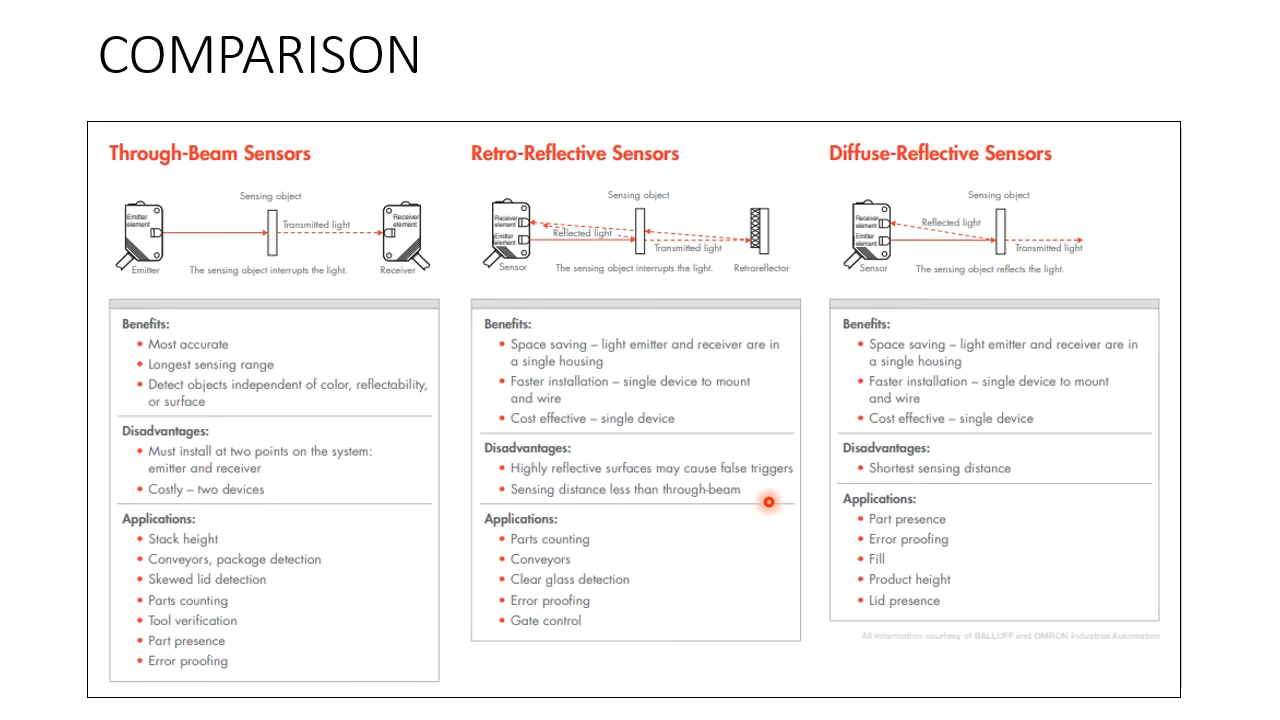 COMPARISON
Through-Beam Sensors
Sensing object
Emitter
element
Transmitted light
Receiver
element
Emitter
The sensing object interrupts the light.
Receiver
Benefits:
• Most accurate
• Longest sensing range
• Detect objects independent of color, reflectability,
or surface
Disadvantages:
• Must install at two points on the system:
emitter and receiver
• Costly – two devices
Applications:
• Stack height
• Conveyors, package detection
• Skewed lid detection
• Parts counting
• Tool verification
• Part presence
• Error proofing
Retro-Reflective Sensors
Sensing object
Receiver
element
Emitter
element
Reflected light
Transmitted light
Sensor
The sensing object interrupts the light.
Retroreflector
Benefits:
• Space saving – light emitter and receiver are in
a single housing
• Faster installation – single device to mount
and wire
• Cost effective – single device
Disadvantages:
• Highly reflective surfaces may cause false triggers
• Sensing distance less than through-beam
Applications:
• Parts counting
• Conveyors
• Clear glass detection
• Error proofing
• Gate control
Diffuse-Reflective Sensors
Sensing object
Receiver
element
Emitter
element
Reflected light
Transmitted light
Sensor
The sensing object reflects the light.
Benefits:
• Space saving – light emitter and receiver are in
a single housing
• Faster installation – single device to mount
and wire
• Cost effective – single device
Disadvantages:
• Shortest sensing distance
Applications:
• Part presence
• Error proofing
• Fill
• Product height
• Lid presence
All information courtesy of BALLUFF and OMRON Industrial Automation